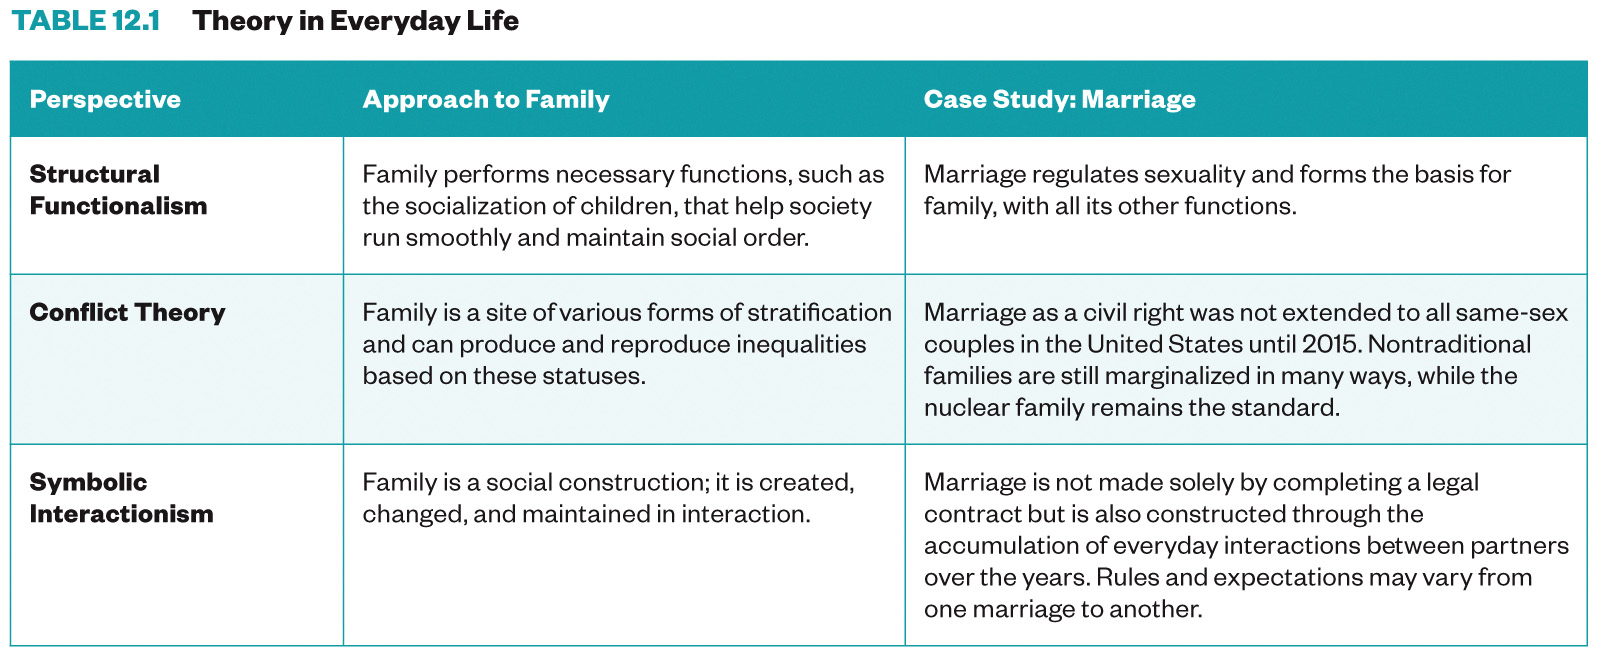 TABLE 12.1 Theory in Everyday Life
Perspective
Approach to Family
Case Study: Marriage
Structural
Functionalism
Family performs necessary functions, such as
the socialization of children, that help society
run smoothly and maintain social order.
Marriage regulates sexuality and forms the basis for
family, with all its other functions.
Conflict Theory
Family is a site of various forms of stratification
and can produce and reproduce inequalities
based on these statuses.
Marriage as a civil right was not extended to all same-sex
couples in the United States until 2015. Nontraditional
families are still marginalized in many ways, while the
nuclear family remains the standard.
Symbolic
Interactionism
Family is a social construction; it is created,
changed, and maintained in interaction.
Marriage is not made solely by completing a legal
contract but is also constructed through the
accumulation of everyday interactions between partners
over the years. Rules and expectations may vary from
one marriage to another.